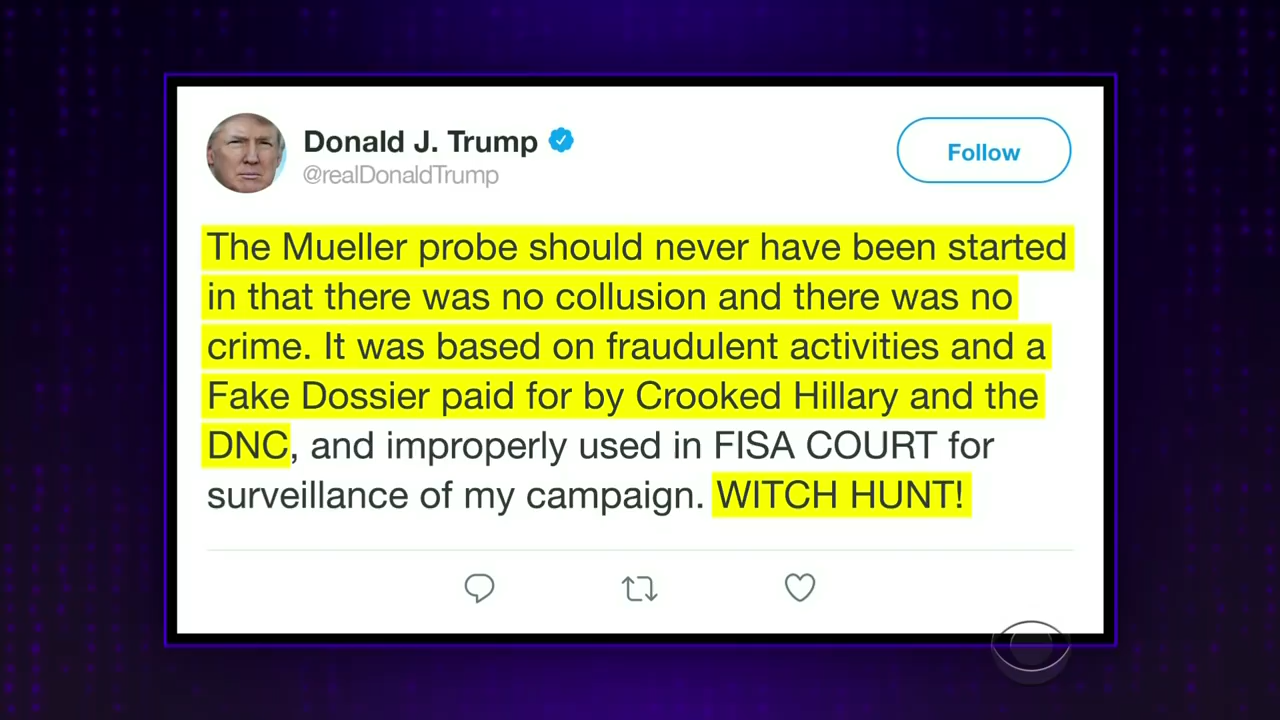 Donald J. Trump
@realDonaldTrump
Follow
The Mueller probe should never have been started
in that there was no collusion and there was no
crime. It was based on fraudulent activities and a
Fake Dossier paid for by Crooked Hillary and the
DNC, and improperly used in FISA COURT for
surveillance of my campaign. WITCH HUNT!